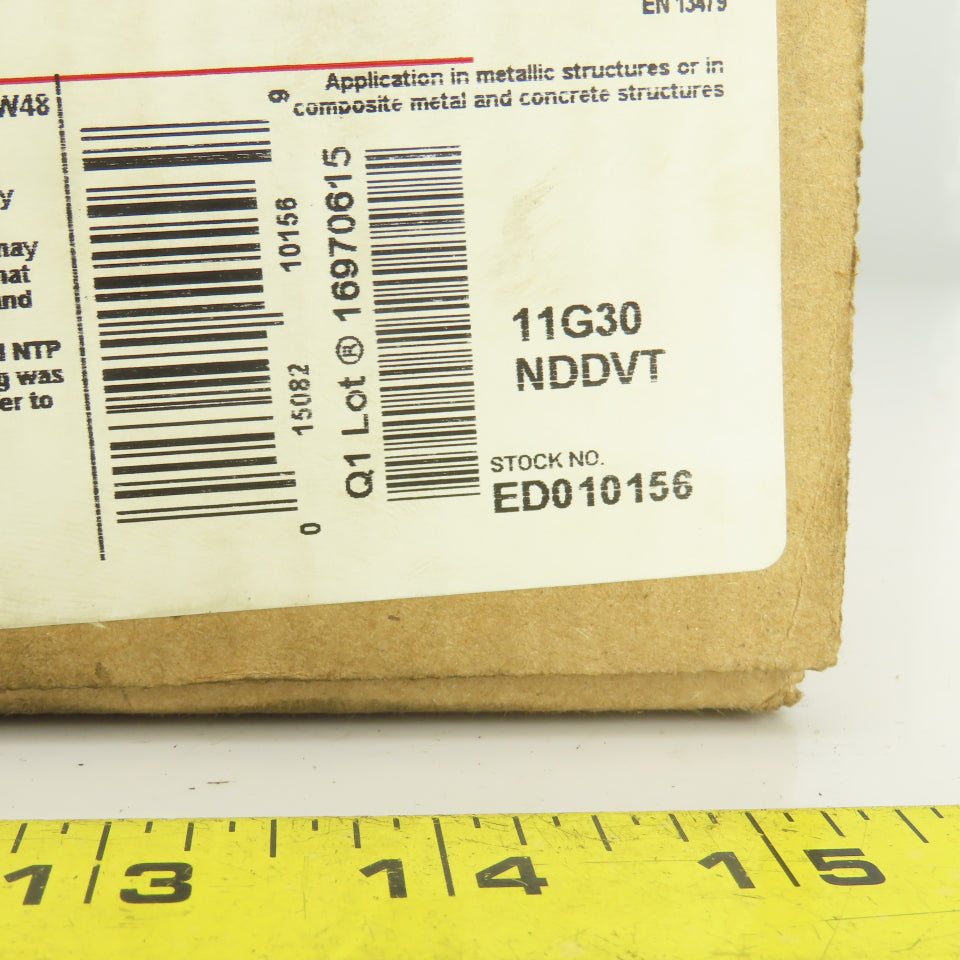 EN 13479
Application in metallic structures or in
composite metal and concrete structures
W48
y
may
hat
and
NTP
g was
er to
0 15082 10156 9
Q1 Lot ® 16970615
11G30
NDDVT
STOCK NO.
ED010156
13 14 15